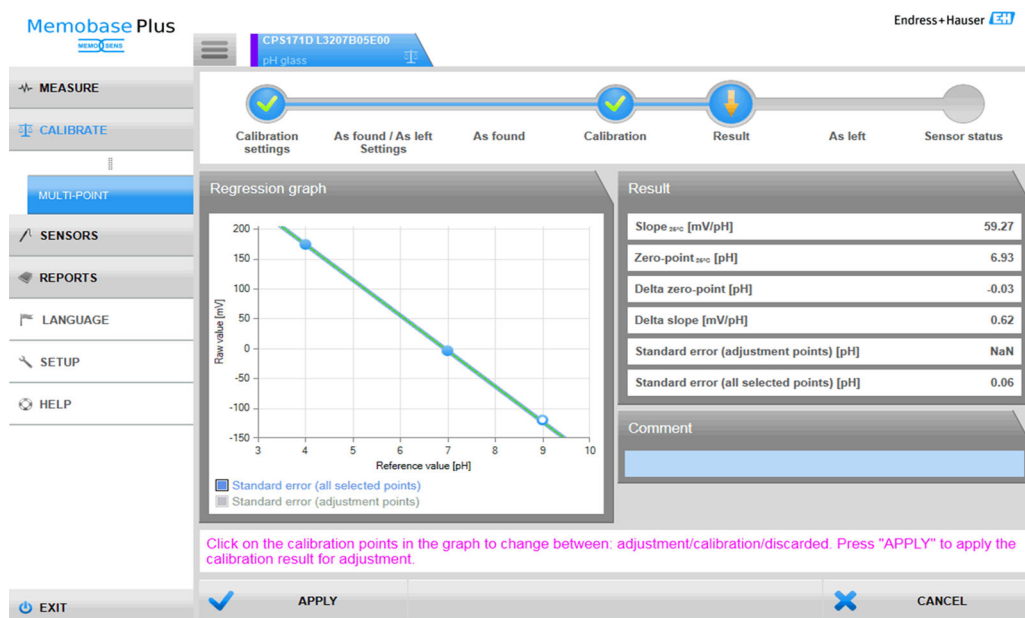 Memobase Plus
MEMO SENS
Endress+Hauser EH
CPS171D L3207B05E00
pH glass
MEASURE
CALIBRATE
MULTI-POINT
SENSORS
REPORTS
LANGUAGE
SETUP
HELP
EXIT
Calibration
settings
As found / As left
Settings
As found
Calibration
Result
As left
Sensor status
Regression graph
200
150
100
50
0
-50
-100
-150
Raw value [mV]
3 4 5 6 7 8 9 10
Reference value [pH]
Standard error (all selected points)
Standard error (adjustment points)
Result
Slope 25°C [mV/pH] 59.27
Zero-point 25°C [pH] 6.93
Delta zero-point [pH] -0.03
Delta slope [mV/pH] 0.62
Standard error (adjustment points) [pH] NaN
Standard error (all selected points) [pH] 0.06
Comment
Click on the calibration points in the graph to change between: adjustment/calibration/discarded. Press "APPLY" to apply the
calibration result for adjustment.
APPLY
CANCEL